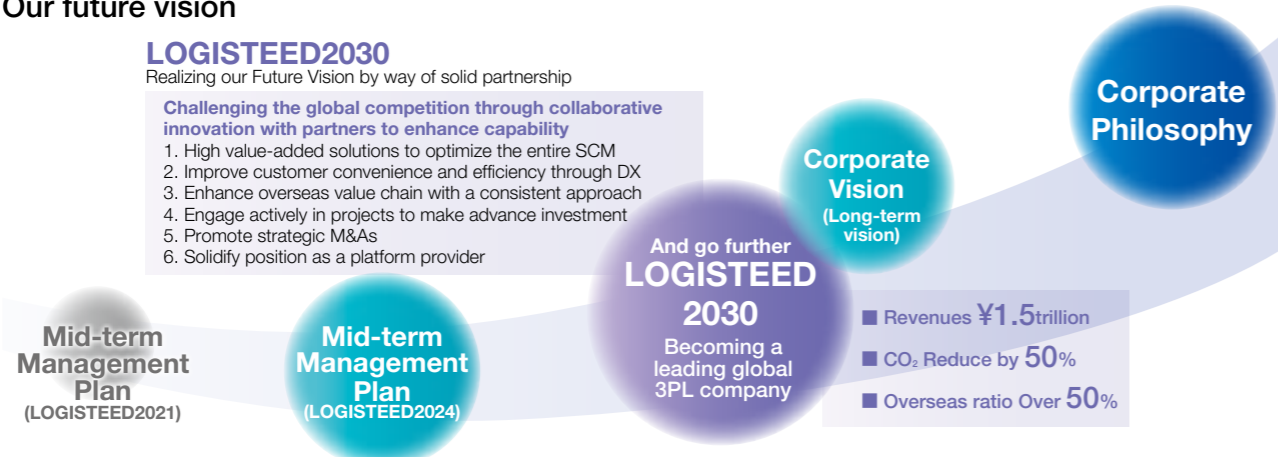 Our future vision
LOGISTEED2030
Realizing our Future Vision by way of solid partnership
Challenging the global competition through collaborative
innovation with partners to enhance capability
1. High value-added solutions to optimize the entire SCM
2. Improve customer convenience and efficiency through DX
3. Enhance overseas value chain with a consistent approach
4. Engage actively in projects to make advance investment
5. Promote strategic M&As
6. Solidify position as a platform provider
Mid-term
Management
Plan
(LOGISTEED2021)
Mid-term
Management
Plan
(LOGISTEED2024)
And go further
LOGISTEED
2030
Becoming a
leading global
3PL company
Corporate
Vision
(Long-term
vision)
Corporate
Philosophy
■ Revenues ¥1.5trillion
■ CO₂ Reduce by 50%
■ Overseas ratio Over 50%